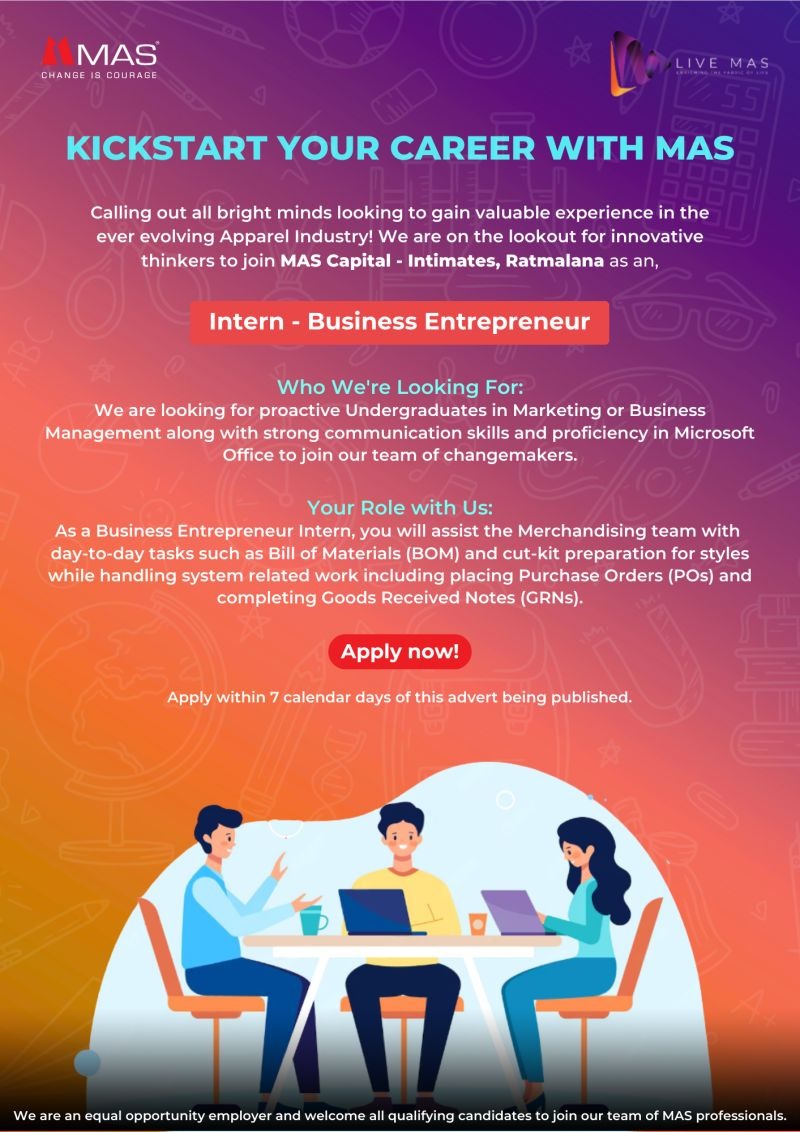 MAS
CHANGE IS COURAGE
LIVE MAS
ENRICHING THE FABRIC OF LIFE
KICKSTART YOUR CAREER WITH MAS
Calling out all bright minds looking to gain valuable experience in the
ever evolving Apparel Industry! We are on the lookout for innovative
thinkers to join MAS Capital - Intimates, Ratmalana as an,
Intern - Business Entrepreneur
Who We're Looking For:
We are looking for proactive Undergraduates in Marketing or Business
Management along with strong communication skills and proficiency in Microsoft
Office to join our team of changemakers.
Your Role with Us:
As a Business Entrepreneur Intern, you will assist the Merchandising team with
day-to-day tasks such as Bill of Materials (BOM) and cut-kit preparation for styles
while handling system related work including placing Purchase Orders (POs) and
completing Goods Received Notes (GRNs).
Apply now!
Apply within 7 calendar days of this advert being published.
We are an equal opportunity employer and welcome all qualifying candidates to join our team of MAS professionals.